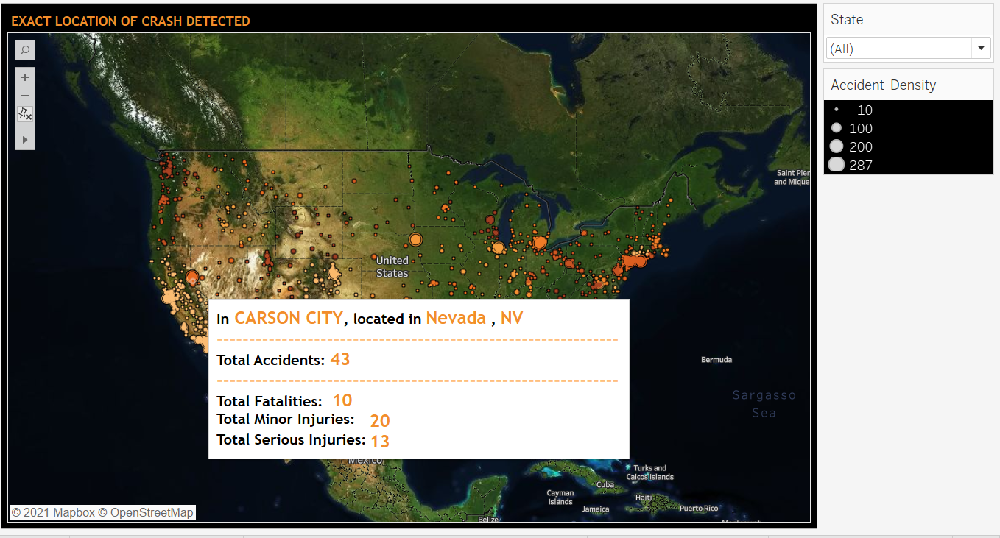 EXACT LOCATION OF CRASH DETECTED
State
(All)
Accident Density
10
100
200
287
Saint Pier
and Mique
United
States
In CARSON CITY, located in Nevada , NV
Total Accidents: 43
Total Fatalities: 10
Total Minor Injuries: 20
Total Serious Injuries: 13
Bermuda
Sargasso
Sea
Mexico
Turks and
Caicos Islands
Cuba
Cayman
Islands
Haiti
Jamaica
Puerto Rico
Belize
© 2021 Mapbox © OpenStreetMap